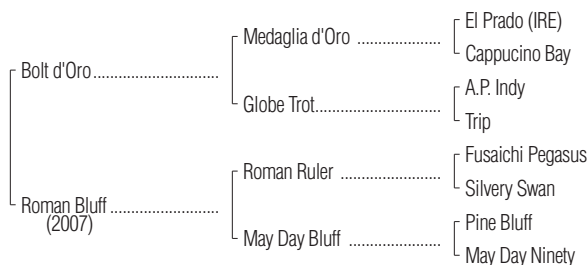 El Prado (IRE)
Medaglia d'Oro
Cappucino Bay
Bolt d'Oro
A.P. Indy
Globe Trot
Trip
Fusaichi Pegasus
Roman Ruler
Silvery Swan
Roman Bluff
(2007)
Pine Bluff
May Day Bluff
May Day Ninety